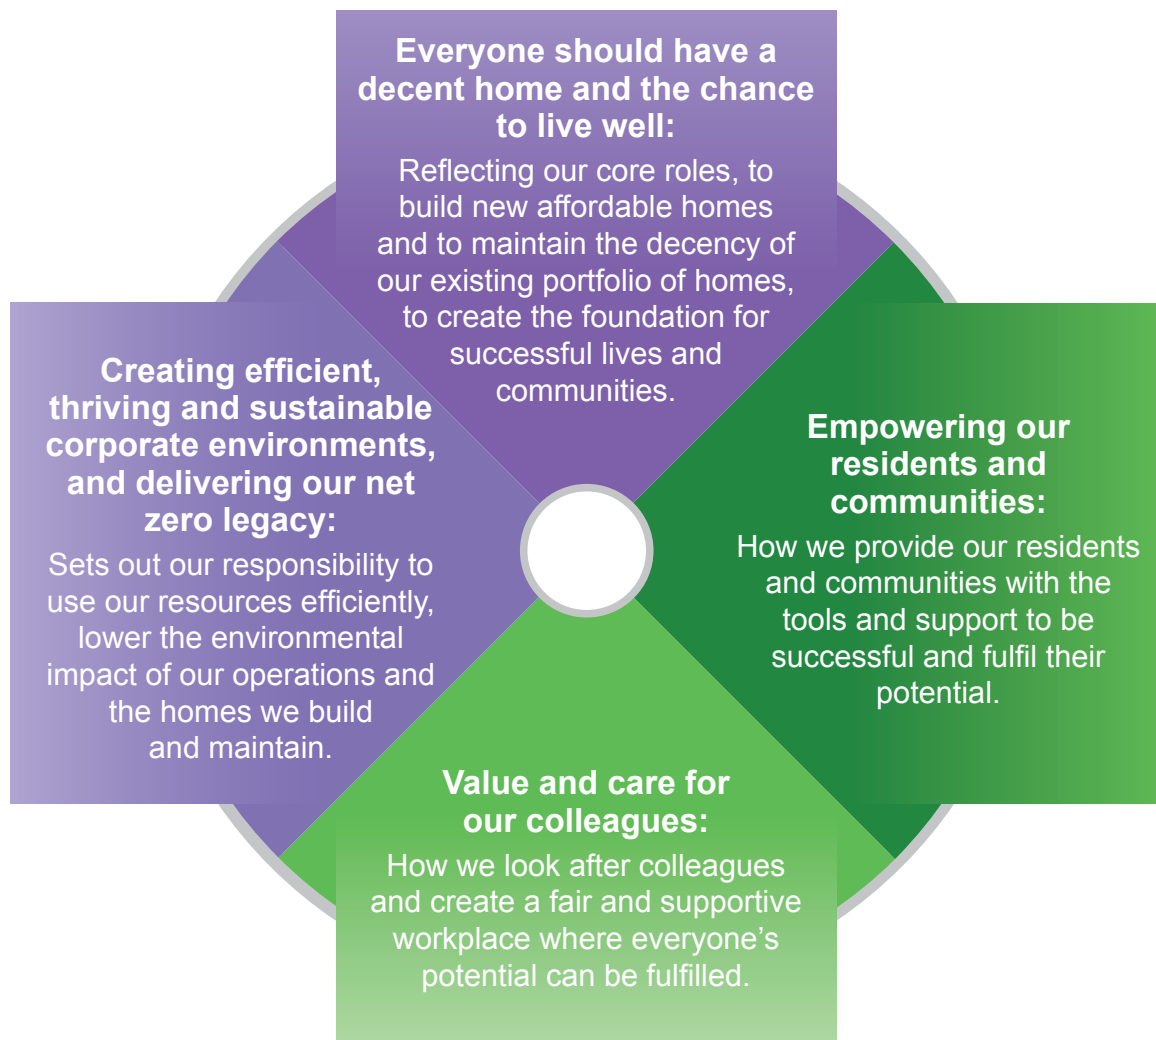 Everyone should have a
decent home and the chance
to live well:
Reflecting our core roles, to
build new affordable homes
and to maintain the decency of
our existing portfolio of homes,
to create the foundation for
successful lives and
communities.
Creating efficient,
thriving and sustainable
corporate environments,
and delivering our net
zero legacy:
Sets out our responsibility to
use our resources efficiently,
lower the environmental
impact of our operations and
the homes we build
and maintain.
Empowering our
residents and
communities:
How we provide our residents
and communities with the
tools and support to be
successful and fulfil their
potential.
Value and care for
our colleagues:
How we look after colleagues
and create a fair and supportive
workplace where everyone’s
potential can be fulfilled.